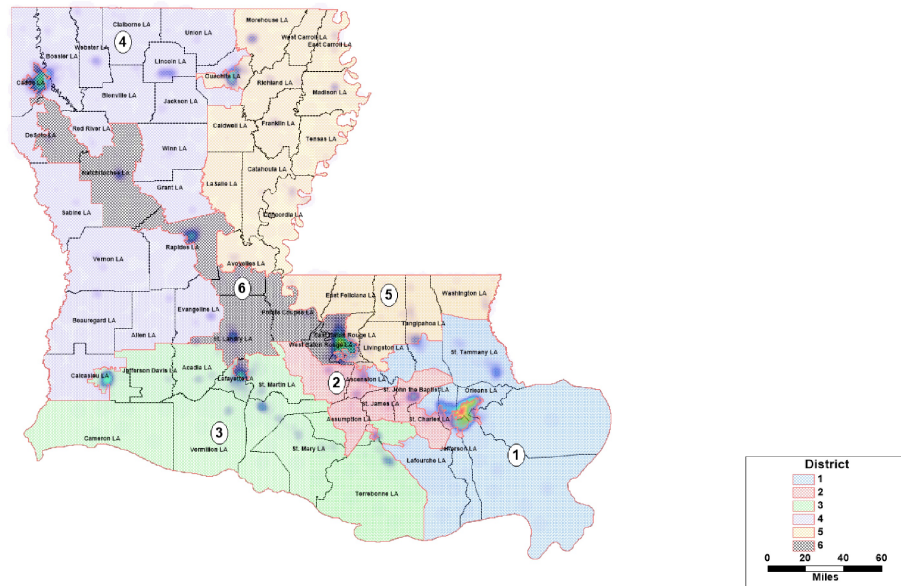 Morehouse LA
Claiborne LA
Union LA
West Carroll LA
4
East Carroll LA
Webster LA
Bossier LA
Lincoln LA
Ouachita LA
Caddo LA
Richland LA
Madison LA
Bienville LA
Jackson LA
Caldwell LA
Franklin LA
Red River LA
DeSoto LA
Tensas LA
Winn LA
Catahoula LA
Natchitoches LA
LaSalle LA
Grant LA
Sabine LA
Concordia LA
Rapides LA
Vernon LA
Avoyelles LA
6
5
East Feliciana LA
Washington LA
Pointe Coupee LA
Evangeline LA
Beauregard LA
Tangipahoa LA
Allen LA
St. Landry LA
East Baton Rouge LA
West Baton Rouge LA
Livingston LA
St. Tammany LA
Calcasieu LA
Jefferson Davis LA
Acadia LA
Lafayette LA
St. Martin LA
2
Ascension LA
St. John the Baptist LA
Orleans LA
St. James LA
Assumption LA
St. Charles LA
Cameron LA
3
Vermilion LA
St. Mary LA
Jefferson LA
1
Lafourche LA
Terrebonne LA
District
1
2
3
4
5
6
0 20 40 60
Miles